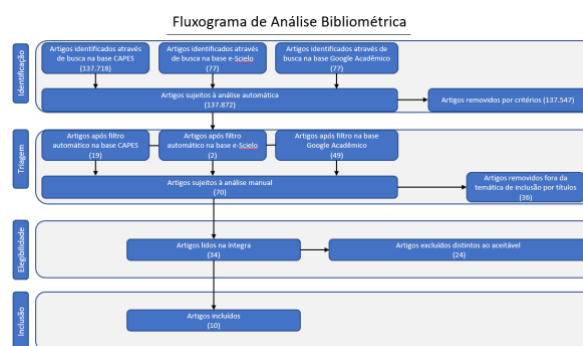 Fluxograma de Análise Bibliométrica
Identificação
Artigos identificados através
de busca na base CAPES
(137.718)
Artigos identificados através
de busca na base e-Scielo
(77)
Artigos identificados através de
busca na base Google Acadêmico
(77)
Artigos sujeitos à análise automática
(137.872)
Artigos removidos por critérios (137.547)
Triagem
Artigos após filtro
automático na base CAPES
(19)
Artigos após filtro
automático na base e-Scielo
(2)
Artigos após filtro na base
Google Acadêmico
(49)
Artigos sujeitos à análise manual
(70)
Artigos removidos fora da
temática de inclusão por títulos
(36)
Elegibilidade
Artigos lidos na íntegra
(34)
Artigos excluídos distintos ao aceitável
(24)
Inclusão
Artigos incluídos
(10)